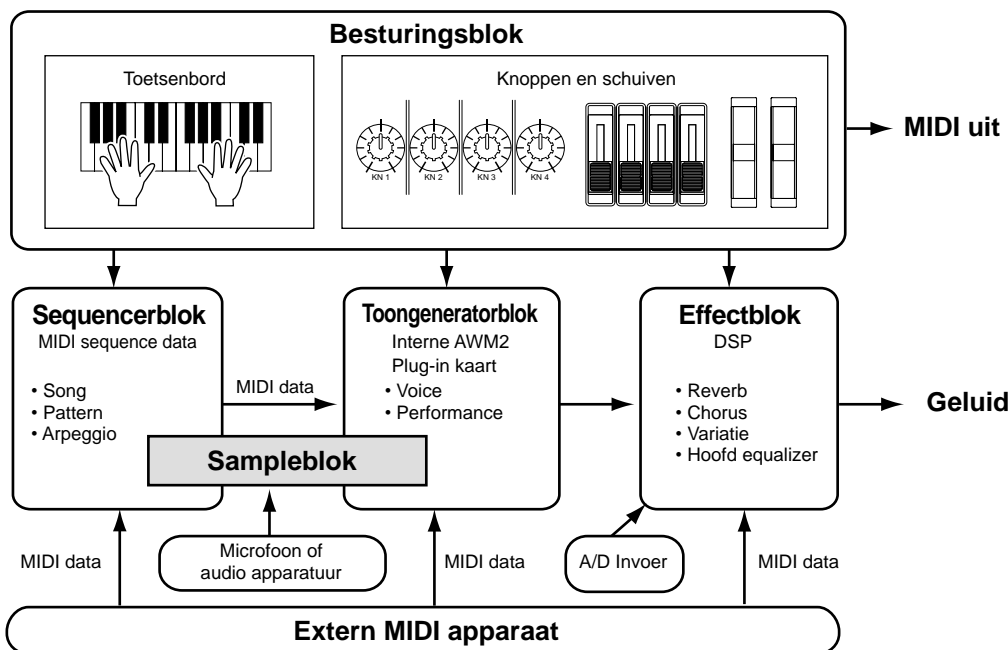 Besturingsblok
Toetsenbord
Knoppen en schuiven
KN 1
KN 2
KN 3
KN 4
MIDI uit
Sequencerblok
MIDI sequence data
• Song
• Pattern
• Arpeggio
MIDI data
Toongeneratorblok
Interne AWM2
Plug-in kaart
• Voice
• Performance
Effectblok
DSP
• Reverb
• Chorus
• Variatie
• Hoofd equalizer
Geluid
Sampleblok
MIDI data
Microfoon of
audio apparatuur
MIDI data
A/D Invoer
MIDI data
Extern MIDI apparaat